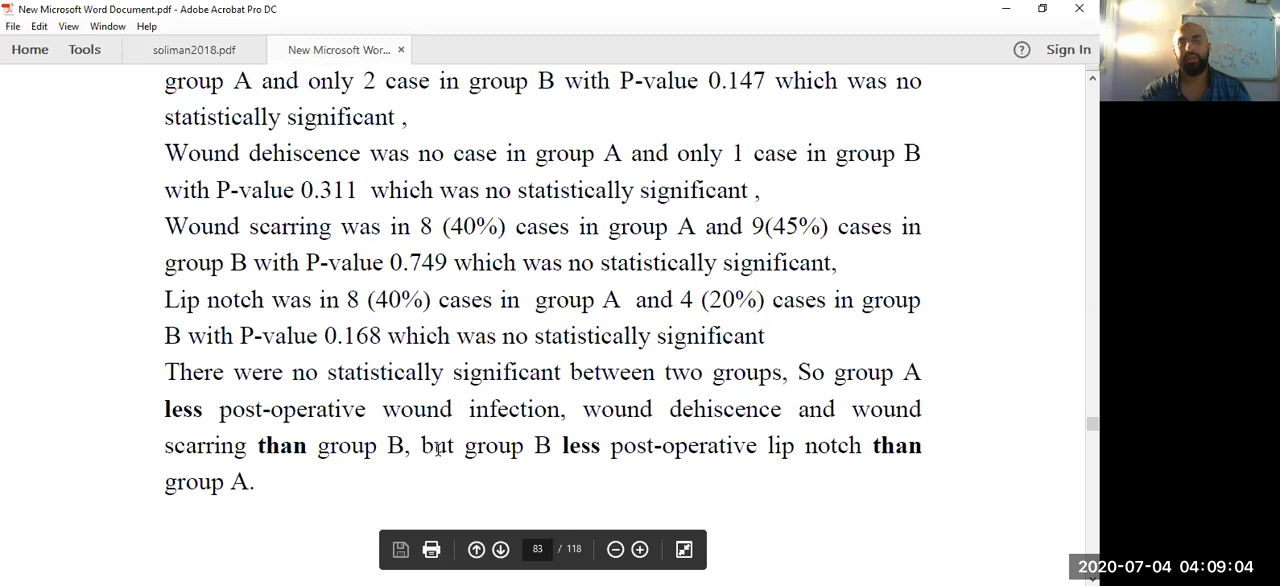 New Microsoft Word Document.pdf - Adobe Acrobat Pro DC
File Edit View Window Help
Home Tools soliman2018.pdf New Microsoft Wor... × ? Sign In
group A and only 2 case in group B with P-value 0.147 which was no
statistically significant ,
Wound dehiscence was no case in group A and only 1 case in group B
with P-value 0.311 which was no statistically significant ,
Wound scarring was in 8 (40%) cases in group A and 9(45%) cases in
group B with P-value 0.749 which was no statistically significant,
Lip notch was in 8 (40%) cases in group A and 4 (20%) cases in group
B with P-value 0.168 which was no statistically significant
There were no statistically significant between two groups, So group A
less post-operative wound infection, wound dehiscence and wound
scarring than group B, but group B less post-operative lip notch than
group A.
83 / 118
2020-07-04 04:09:04